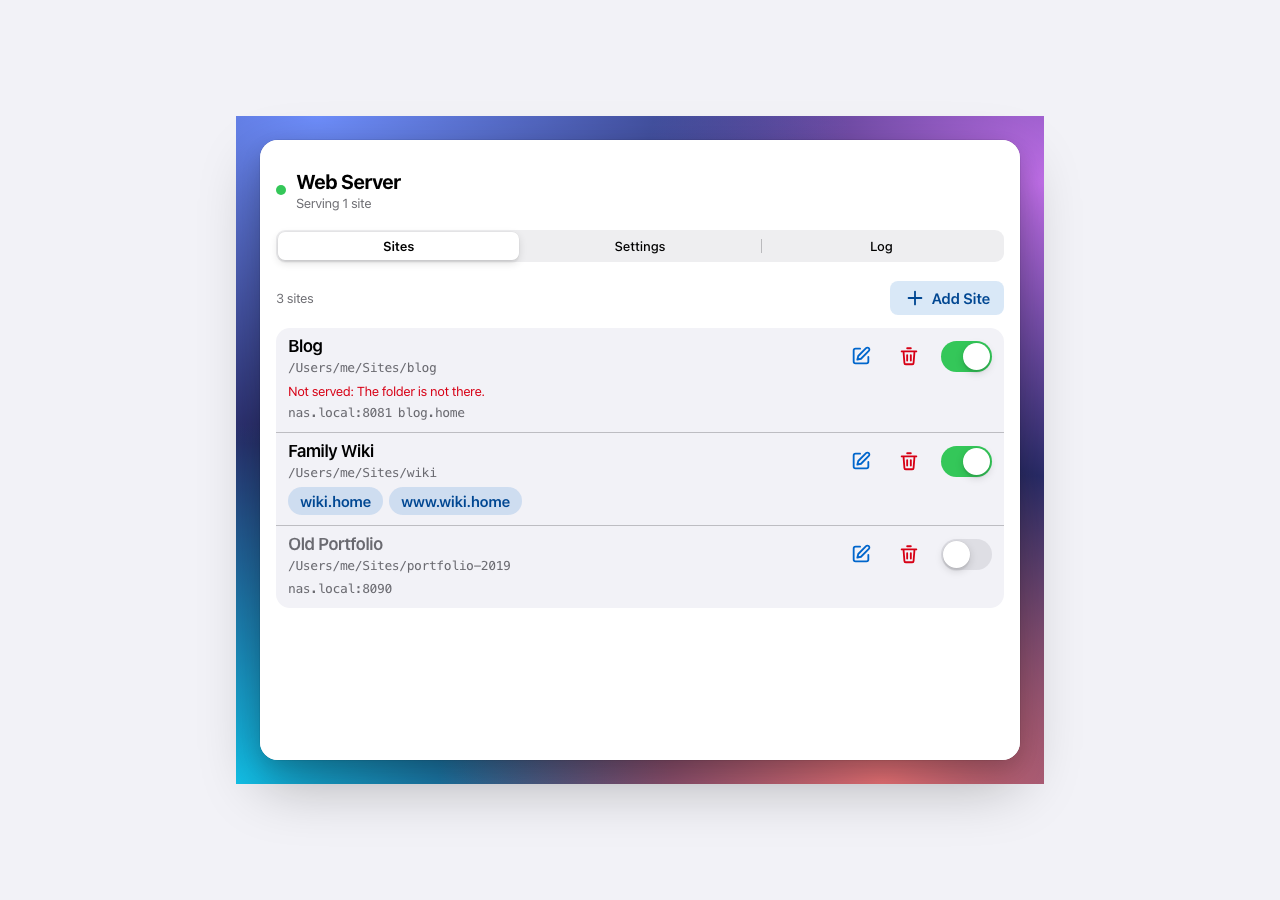 Web Server
Serving 1 site
Sites Settings Log
3 sites Add Site
Blog
/Users/me/Sites/blog
Not served: The folder is not there.
nas.local:8081 blog.home
Family Wiki
/Users/me/Sites/wiki
wiki.home www.wiki.home
Old Portfolio
/Users/me/Sites/portfolio-2019
nas.local:8090